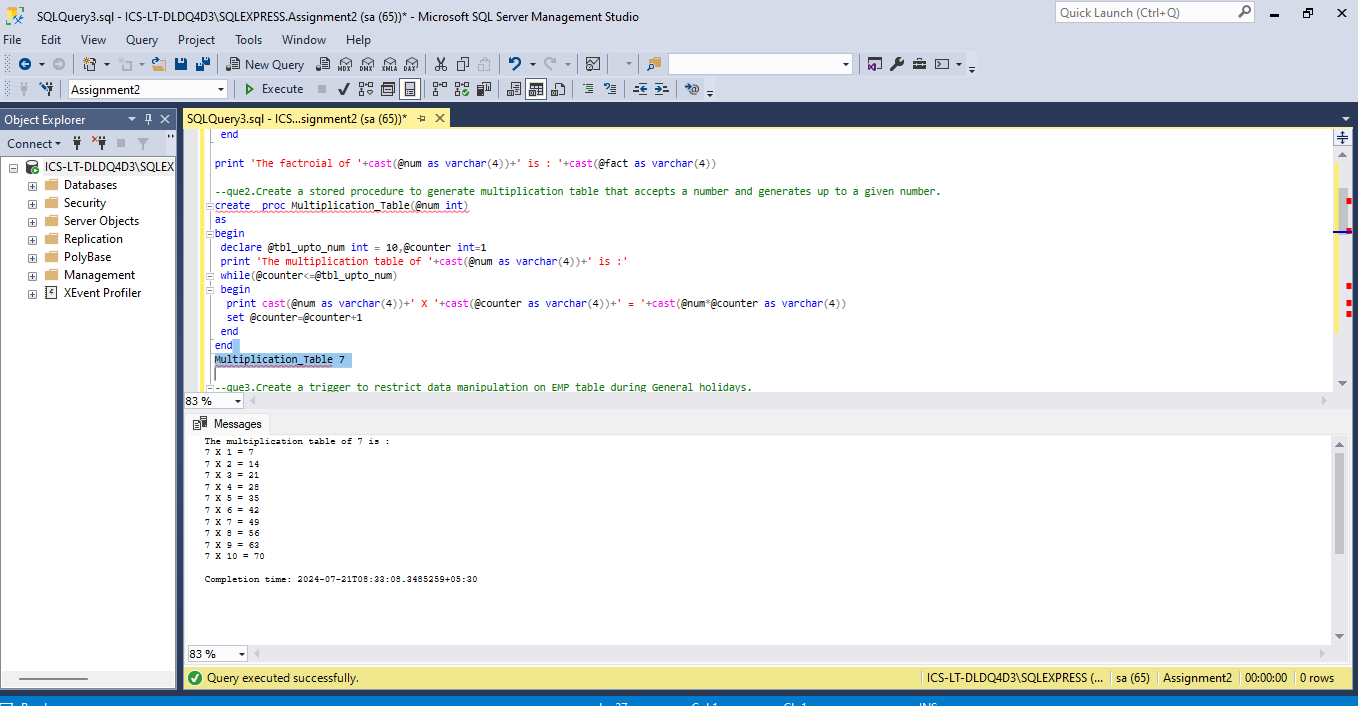 SQLQuery3.sql - ICS-LT-DLDQ4D3\SQLEXPRESS.Assignment2 (sa (65))* - Microsoft SQL Server Management Studio
Quick Launch (Ctrl+Q)
File Edit View Query Project Tools Window Help
New Query MDX DMX XMLA DAX
Assignment2 Execute
Object Explorer
Connect
ICS-LT-DLDQ4D3\SQLEX
Databases
Security
Server Objects
Replication
PolyBase
Management
XEvent Profiler
SQLQuery3.sql - ICS...signment2 (sa (65))*
end
print 'The factroial of '+cast(@num as varchar(4))+' is : '+cast(@fact as varchar(4))
--que2.Create a stored procedure to generate multiplication table that accepts a number and generates up to a given number.
create  proc Multiplication_Table(@num int)
as
begin
declare @tbl_upto_num int = 10,@counter int=1
print 'The multiplication table of '+cast(@num as varchar(4))+' is :'
while(@counter<=@tbl_upto_num)
begin
print cast(@num as varchar(4))+' X '+cast(@counter as varchar(4))+' = '+cast(@num*@counter as varchar(4))
set @counter=@counter+1
end
end
Multiplication_Table 7
--que3.Create a trigger to restrict data manipulation on EMP table during General holidays.
83 %
Messages
The multiplication table of 7 is :
7 X 1 = 7
7 X 2 = 14
7 X 3 = 21
7 X 4 = 28
7 X 5 = 35
7 X 6 = 42
7 X 7 = 49
7 X 8 = 56
7 X 9 = 63
7 X 10 = 70
Completion time: 2024-07-21T08:33:08.3485259+05:30
83 %
Query executed successfully. ICS-LT-DLDQ4D3\SQLEXPRESS (... sa (65) Assignment2 00:00:00 0 rows